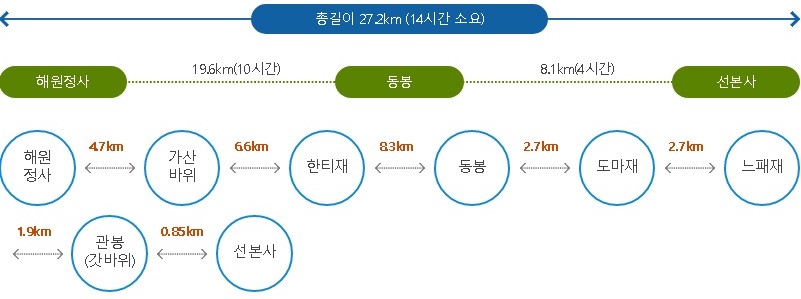 총길이 27.2km (14시간 소요)
해원정사 19.6km(10시간) 동봉 8.1km(4시간) 선본사
해원
정사 4.7km 가산
바위 6.6km 한티재 8.3km 동봉 2.7km 도마재 2.7km 느패재
1.9km 관봉
(갓바위) 0.85km 선본사